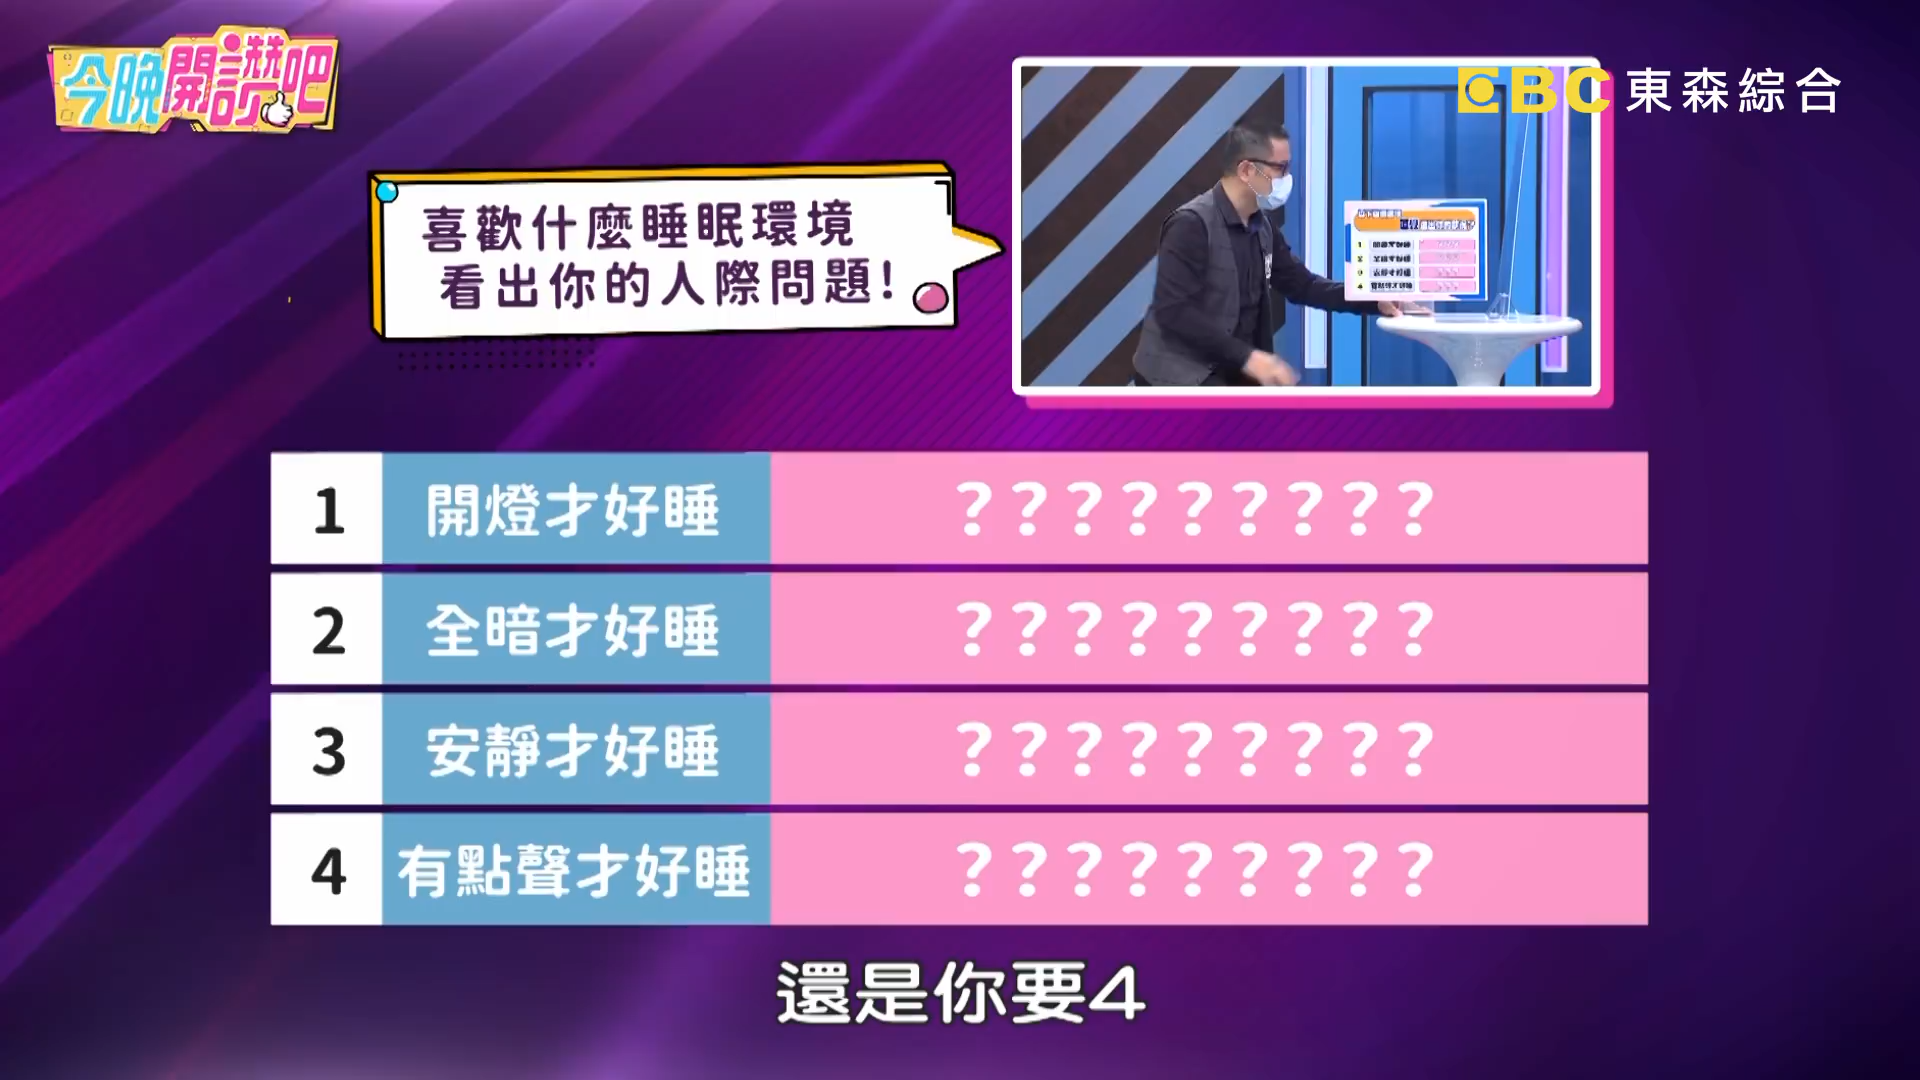 今晚開讚吧
EBC 東森綜合
喜歡什麼睡眠環境
看出你的人際問題!
1 開燈才好睡 ?????????
2 全暗才好睡 ?????????
3 安靜才好睡 ?????????
4 有點聲才好睡 ?????????
還是你要4